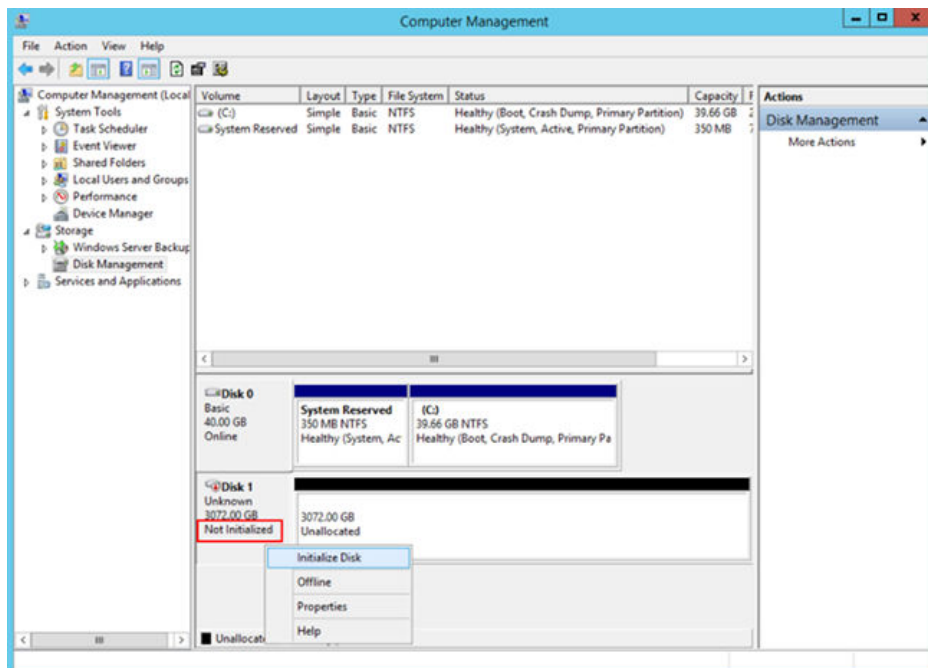 Computer Management
File Action View Help
Computer Management (Local
System Tools
Task Scheduler
Event Viewer
Shared Folders
Local Users and Groups
Performance
Device Manager
Storage
Windows Server Backup
Disk Management
Services and Applications
Volume Layout Type File System Status Capacity F
(C:) Simple Basic NTFS Healthy (Boot, Crash Dump, Primary Partition) 39.66 GB
System Reserved Simple Basic NTFS Healthy (System, Active, Primary Partition) 350 MB
Actions
Disk Management
More Actions
Disk 0
Basic
40.00 GB
Online
System Reserved
350 MB NTFS
Healthy (System, Ac
(C:)
39.66 GB NTFS
Healthy (Boot, Crash Dump, Primary Pa
Disk 1
Unknown
3072.00 GB
Not Initialized
3072.00 GB
Unallocated
Initialize Disk
Offline
Properties
Help
Unallocat